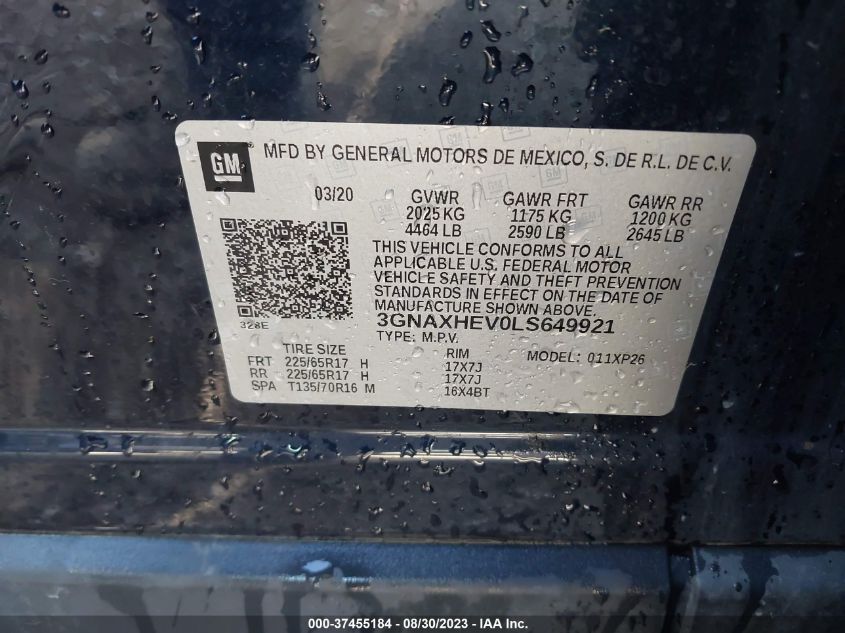 GM MFD BY GENERAL MOTORS DE MEXICO, S. DE R.L. DE C.V.
03/20 GVWR GAWR FRT GAWR RR
2025 KG 1175 KG 1200 KG
4464 LB 2590 LB 2645 LB
THIS VEHICLE CONFORMS TO ALL
APPLICABLE U.S. FEDERAL MOTOR
VEHICLE SAFETY AND THEFT PREVENTION
STANDARDS IN EFFECT ON THE DATE OF
MANUFACTURE SHOWN ABOVE.
328E 3GNAXHEV0LS649921
TYPE: M.P.V. MODEL: 011XP26
TIRE SIZE RIM
FRT 225/65R17 H 17X7J
RR 225/65R17 H 17X7J
SPA T135/70R16 M 16X4BT
000-37455184 - 08/30/2023 - IAA Inc.